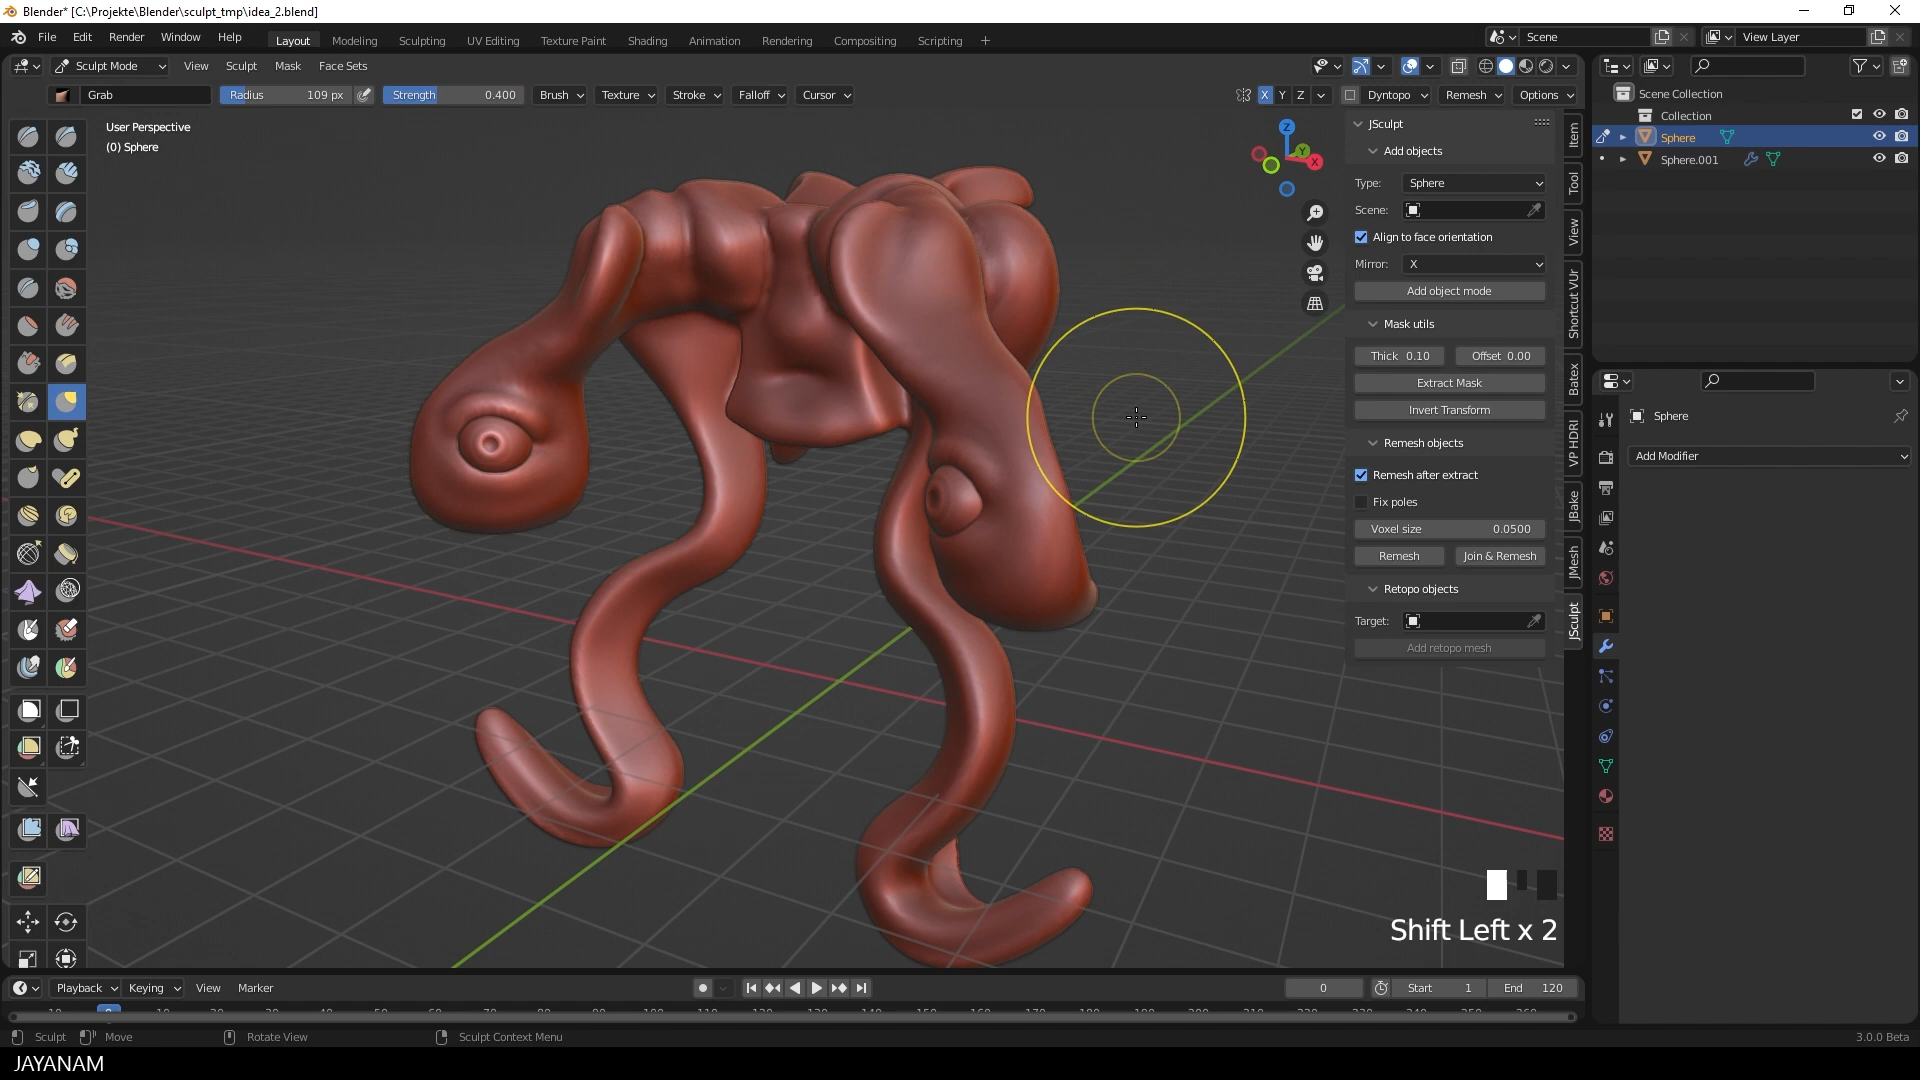 Blender* [C:\Projekte\Blender\sculpt_tmp\idea_2.blend]
File Edit Render Window Help Layout Modeling Sculpting UV Editing Texture Paint Shading Animation Rendering Compositing Scripting + Scene View Layer
Sculpt Mode View Sculpt Mask Face Sets
Grab Radius 109 px Strength 0.400 Brush Texture Stroke Falloff Cursor X Y Z Dyntopo Remesh Options
User Perspective
(0) Sphere
Z
Y
X
JSculpt
Add objects
Type: Sphere
Scene:
Align to face orientation
Mirror: X
Add object mode
Mask utils
Thick 0.10 Offset 0.00
Extract Mask
Invert Transform
Remesh objects
Remesh after extract
Fix poles
Voxel size 0.0500
Remesh Join & Remesh
Retopo objects
Target:
Add retopo mesh
Item
Tool
View
Shortcut VUr
Batex
VP HDRI
JBake
JMesh
JSculpt
Scene Collection
Collection
Sphere
Sphere.001
Sphere
Add Modifier
Shift Left x 2
Playback Keying View Marker 0 Start 1 End 120
Sculpt Move Rotate View Sculpt Context Menu 3.0.0 Beta
JAYANAM